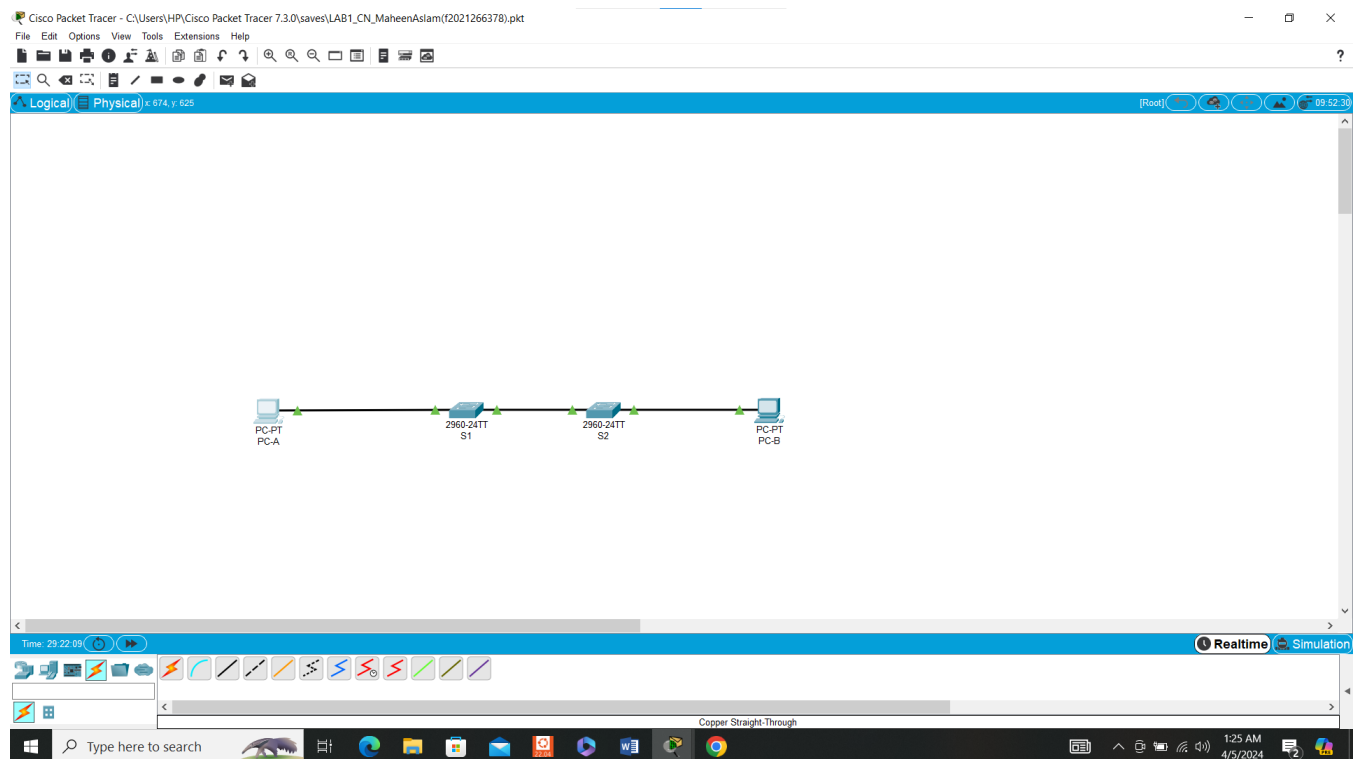 Cisco Packet Tracer - C:\Users\HP\Cisco Packet Tracer 7.3.0\saves\LAB1_CN_MaheenAslam(f2021266378).pkt
File Edit Options View Tools Extensions Help
?
Logical Physical x: 674, y: 625 [Root] 09:52:30
PC-PT
PC-A
2960-24TT
S1
2960-24TT
S2
PC-PT
PC-B
Time: 29:22:09 Realtime Simulation
Copper Straight-Through
Type here to search 22.04 1:25 AM
4/5/2024 2